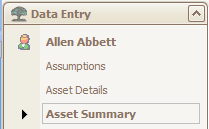 Data Entry
Allen Abbett
Assumptions
Asset Details
Asset Summary